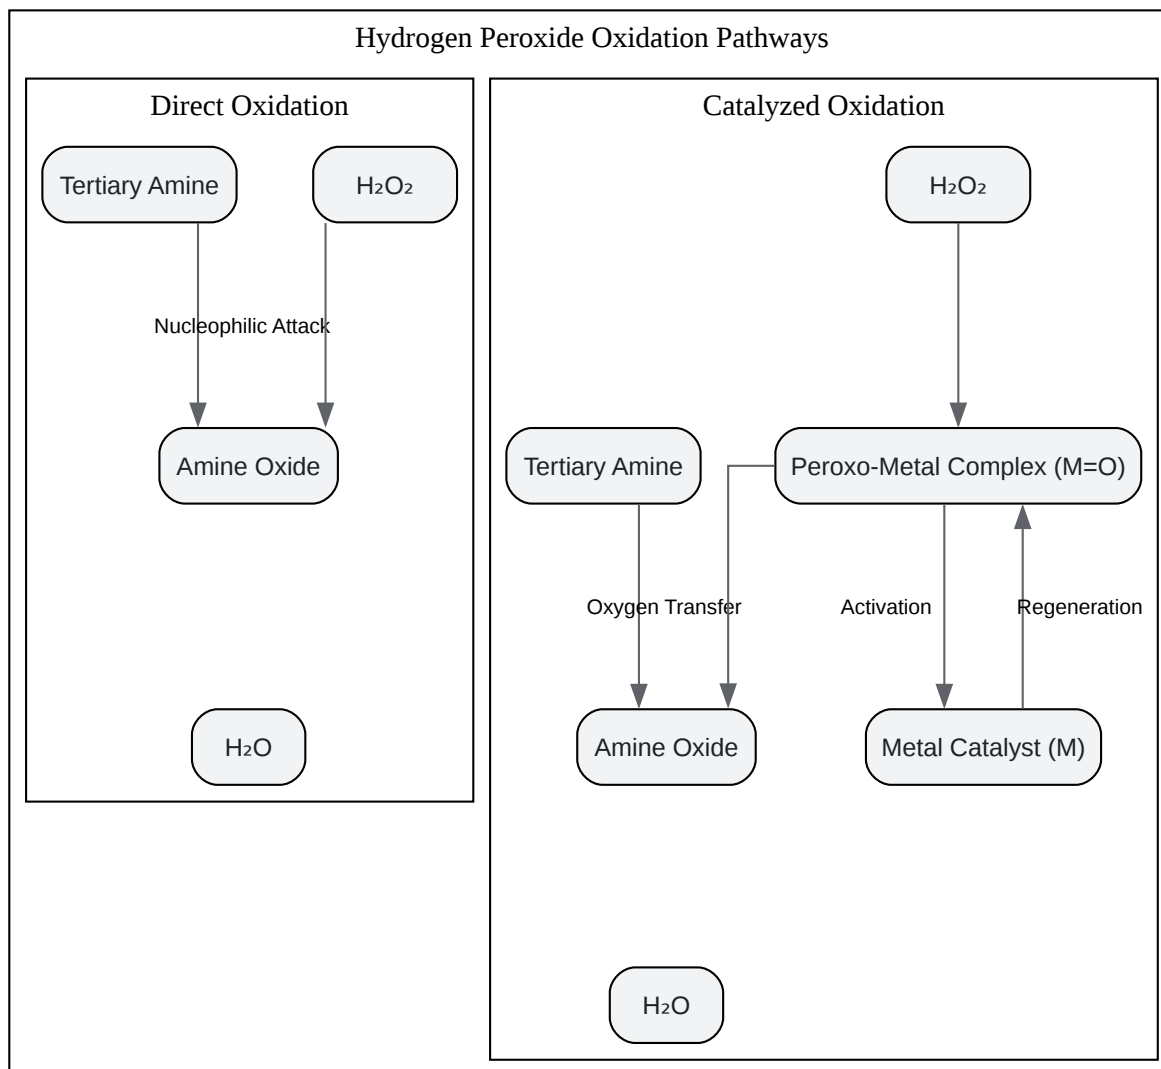 Hydrogen Peroxide Oxidation Pathways
Direct Oxidation
Tertiary Amine
H₂O₂
Nucleophilic Attack
Amine Oxide
H₂O
Catalyzed Oxidation
H₂O₂
Tertiary Amine
Peroxo-Metal Complex (M=O)
Oxygen Transfer
Activation
Regeneration
Amine Oxide
Metal Catalyst (M)
H₂O